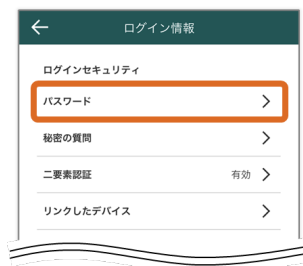 ログイン情報
ログインセキュリティ
パスワード
秘密の質問
二要素認証 有効
リンクしたデバイス